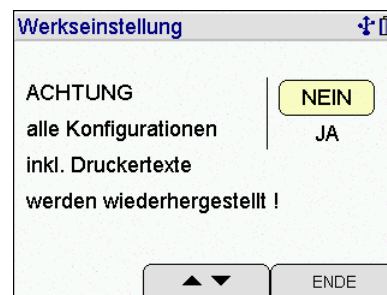 Werkseinstellung
ACHTUNG
alle Konfigurationen
inkl. Druckertexte
werden wiederhergestellt !
NEIN
JA
ENDE